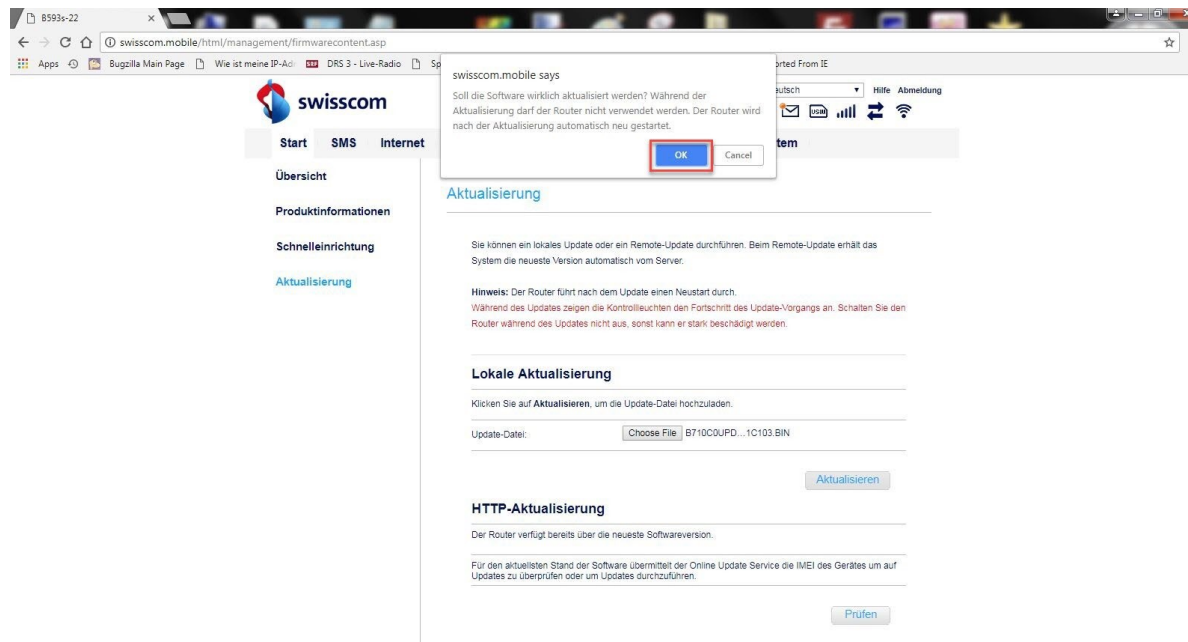 B593s-22
swisscom.mobile/html/management/firmwarecontent.asp
Apps
Bugzilla Main Page
Wie ist meine IP-Ad
SRF
DRS 3 - Live-Radio
Sp
orted From IE
swisscom.mobile says
Soll die Software wirklich aktualisiert werden? Während der
Aktualisierung darf der Router nicht verwendet werden. Der Router wird
nach der Aktualisierung automatisch neu gestartet.
OK
Cancel
swisscom
eutsch
Hilfe
Abmeldung
USIM
Start
SMS
Internet
tem
Übersicht
Produktinformationen
Schnelleinrichtung
Aktualisierung
Aktualisierung
Sie können ein lokales Update oder ein Remote-Update durchführen. Beim Remote-Update erhält das
System die neueste Version automatisch vom Server.
Hinweis: Der Router führt nach dem Update einen Neustart durch.
Während des Updates zeigen die Kontrollleuchten den Fortschritt des Update-Vorgangs an. Schalten Sie den
Router während des Updates nicht aus, sonst kann er stark beschädigt werden.
Lokale Aktualisierung
Klicken Sie auf Aktualisieren, um die Update-Datei hochzuladen.
Update-Datei:
Choose File
B710C0UPD...1C103.BIN
Aktualisieren
HTTP-Aktualisierung
Der Router verfügt bereits über die neueste Softwareversion.
Für den aktuellsten Stand der Software übermittelt der Online Update Service die IMEI des Gerätes um auf
Updates zu überprüfen oder um Updates durchzuführen.
Prüfen